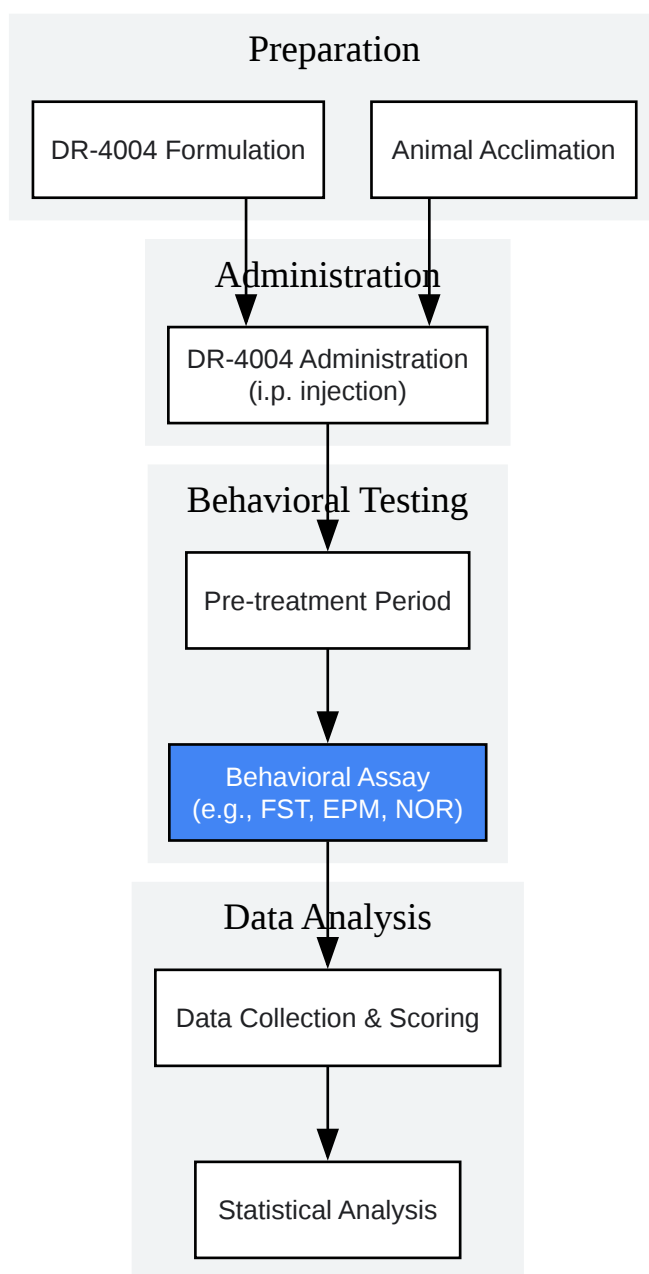 Preparation
DR-4004 Formulation
Animal Acclimation
Administration
DR-4004 Administration
(i.p. injection)
Behavioral Testing
Pre-treatment Period
Behavioral Assay
(e.g., FST, EPM, NOR)
Data Analysis
Data Collection & Scoring
Statistical Analysis